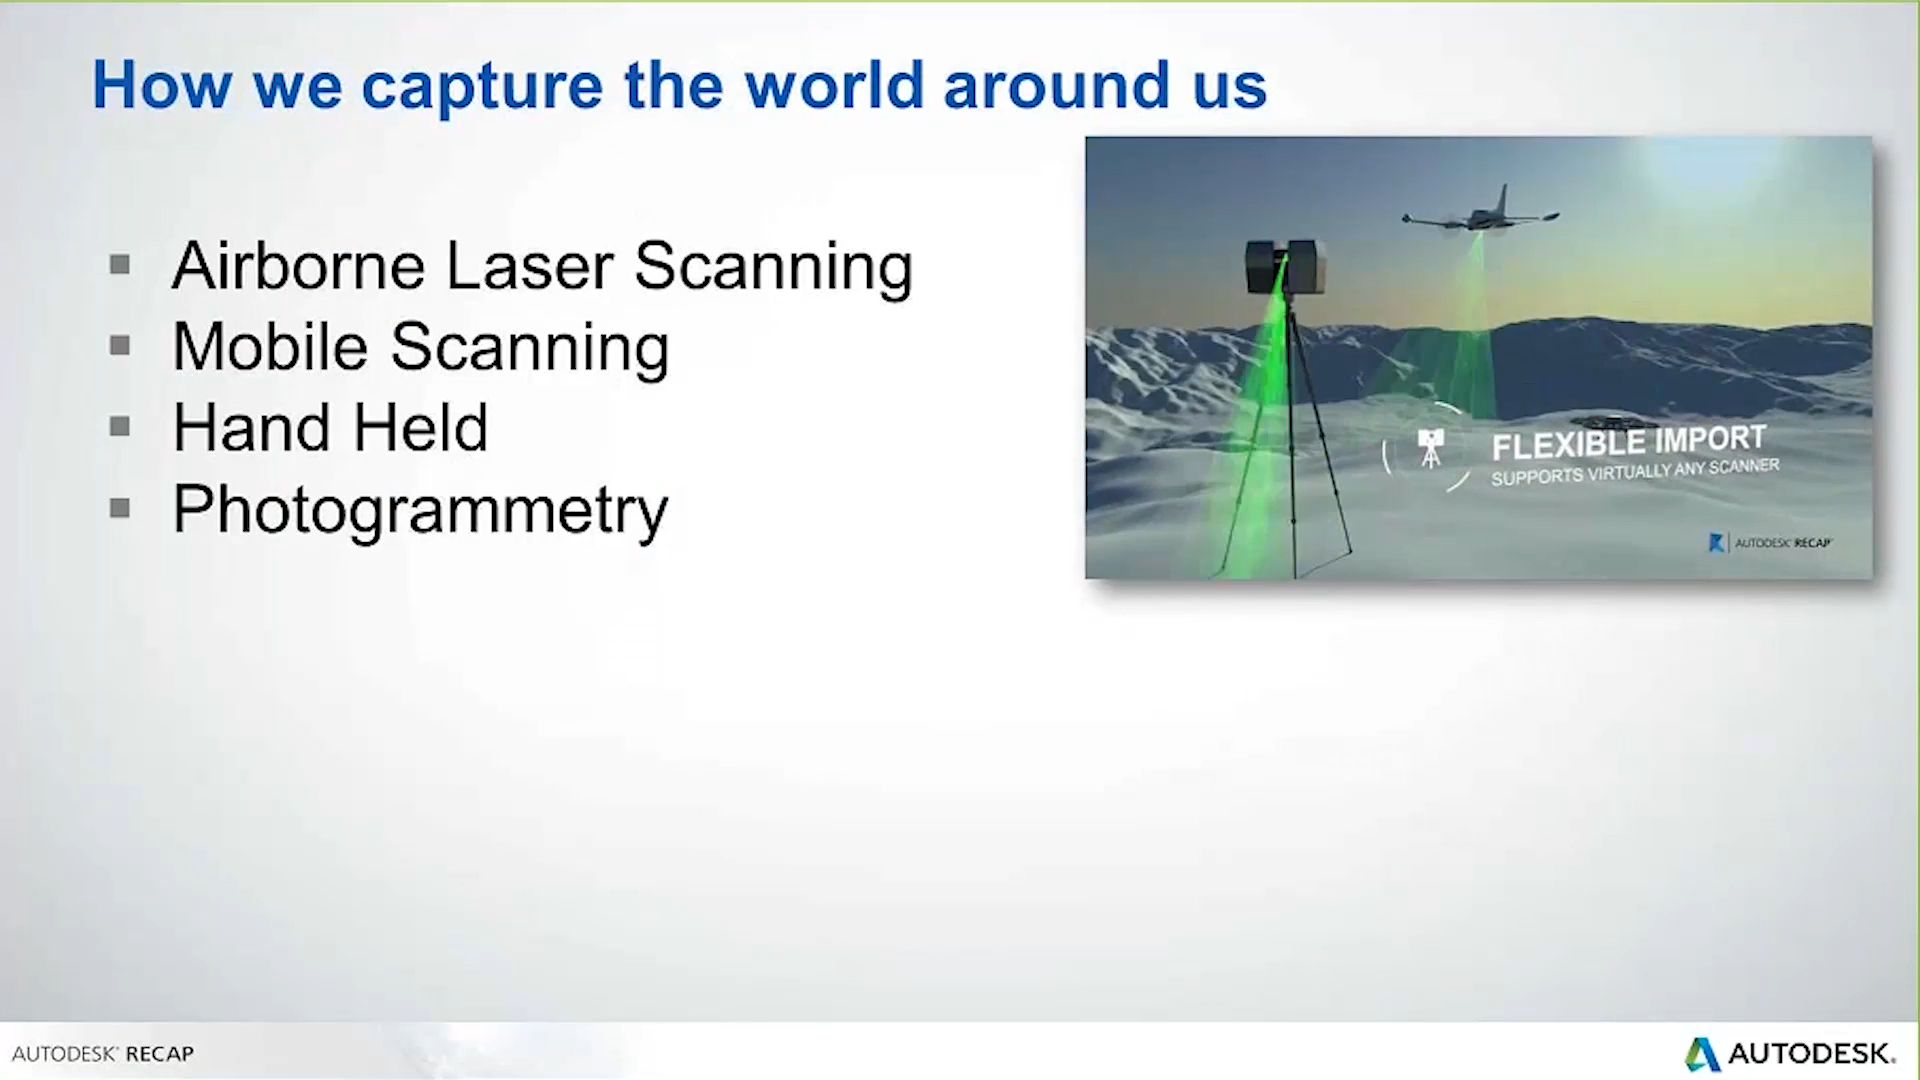 How we capture the world around us
Airborne Laser Scanning
Mobile Scanning
Hand Held
Photogrammetry
FLEXIBLE IMPORT
SUPPORTS VIRTUALLY ANY SCANNER
AUTODESK® RECAP™
AUTODESK® RECAP
AUTODESK®